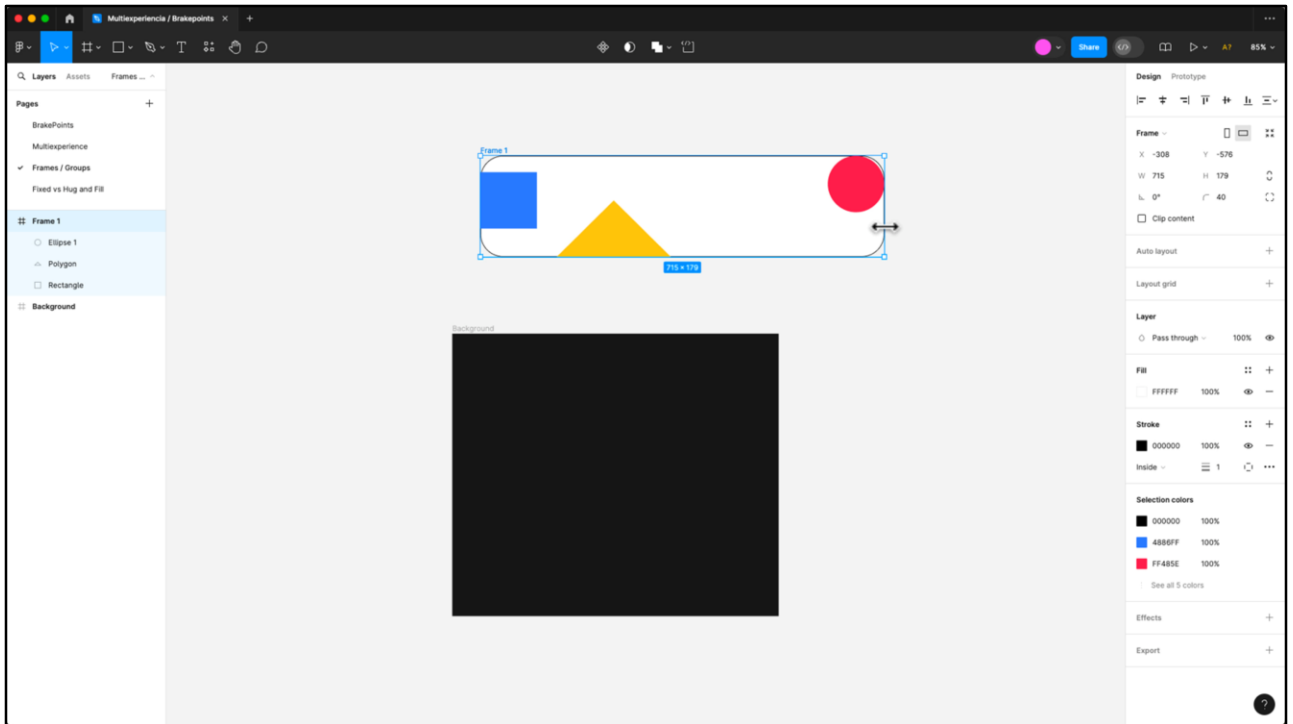 Multiexperiencia / Brakepoints
Share
A?
85%
Layers Assets Frames ...
Pages
BrakePoints
Multiexperience
Frames / Groups
Fixed vs Hug and Fill
Frame 1
Ellipse 1
Polygon
Rectangle
Background
Frame 1
715 × 179
Background
Design Prototype
Frame
X -308 Y -576
W 715 H 179
0° 40
Clip content
Auto layout
Layout grid
Layer
Pass through 100%
Fill
FFFFFF 100%
Stroke
000000 100%
Inside 1
Selection colors
000000 100%
4886FF 100%
FF485E 100%
See all 5 colors
Effects
Export
?